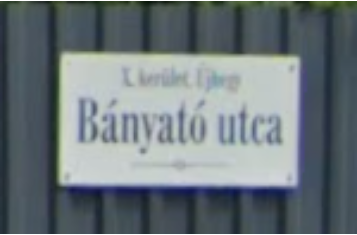 X. kerület, Újhegy
Bányató utca